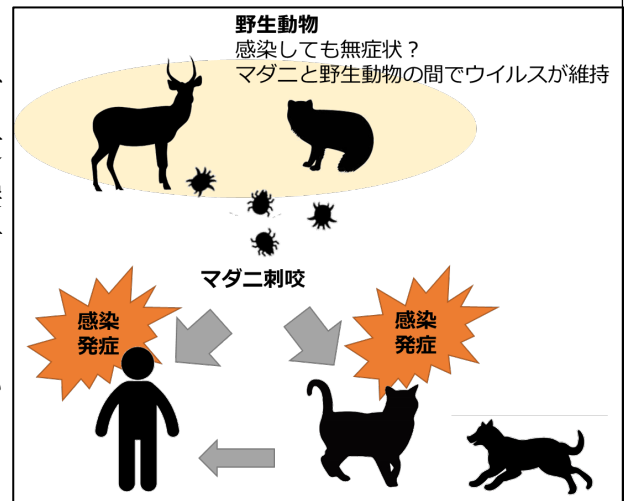 野生動物
感染しても無症状？
マダニと野生動物の間でウイルスが維持
マダニ刺咬
感染
発症
感染
発症